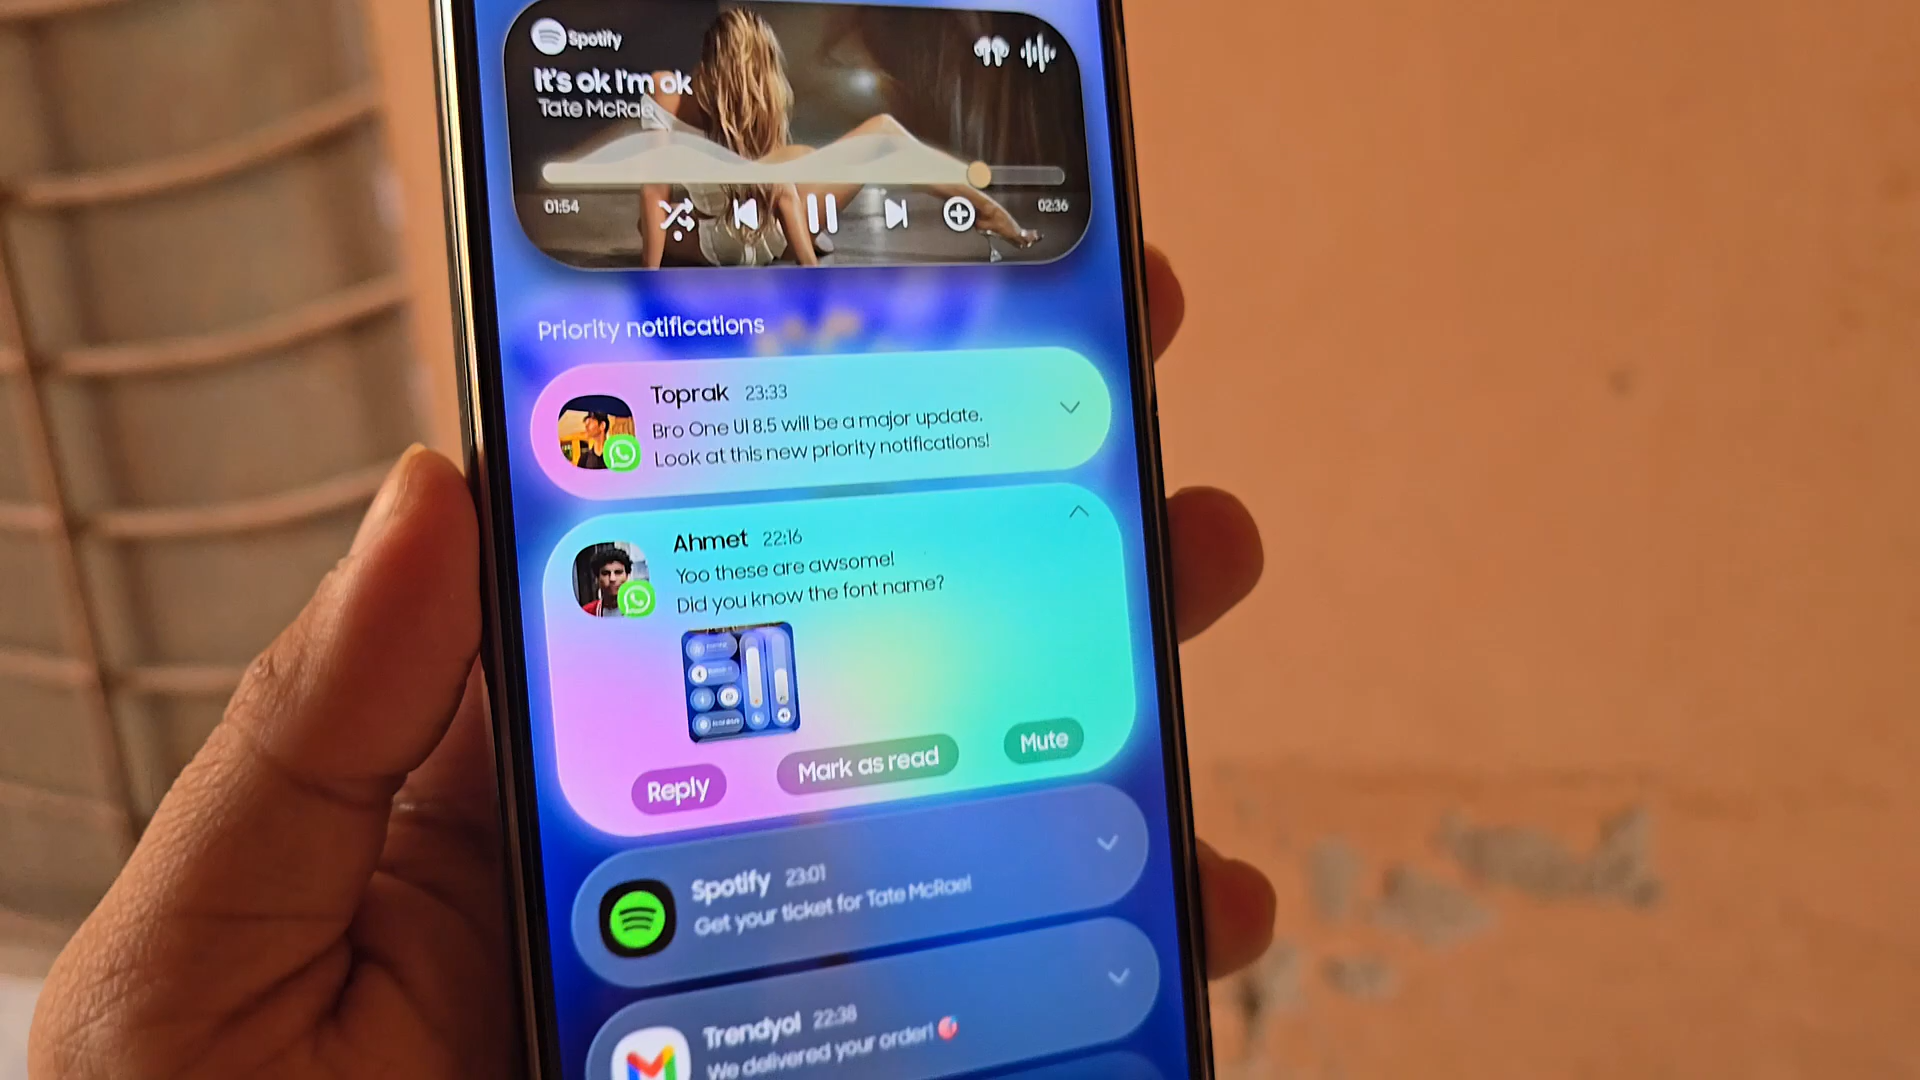 Spotify
It's ok I'm ok
Tate McRae
01:54
02:36
Priority notifications
Toprak 23:33
Bro One UI 8.5 will be a major update.
Look at this new priority notifications!
Ahmet 22:16
Yoo these are awsome!
Did you know the font name?
Reply
Mark as read
Mute
Spotify 23:01
Get your ticket for Tate McRae!
Trendyol 22:38
We delivered your order!